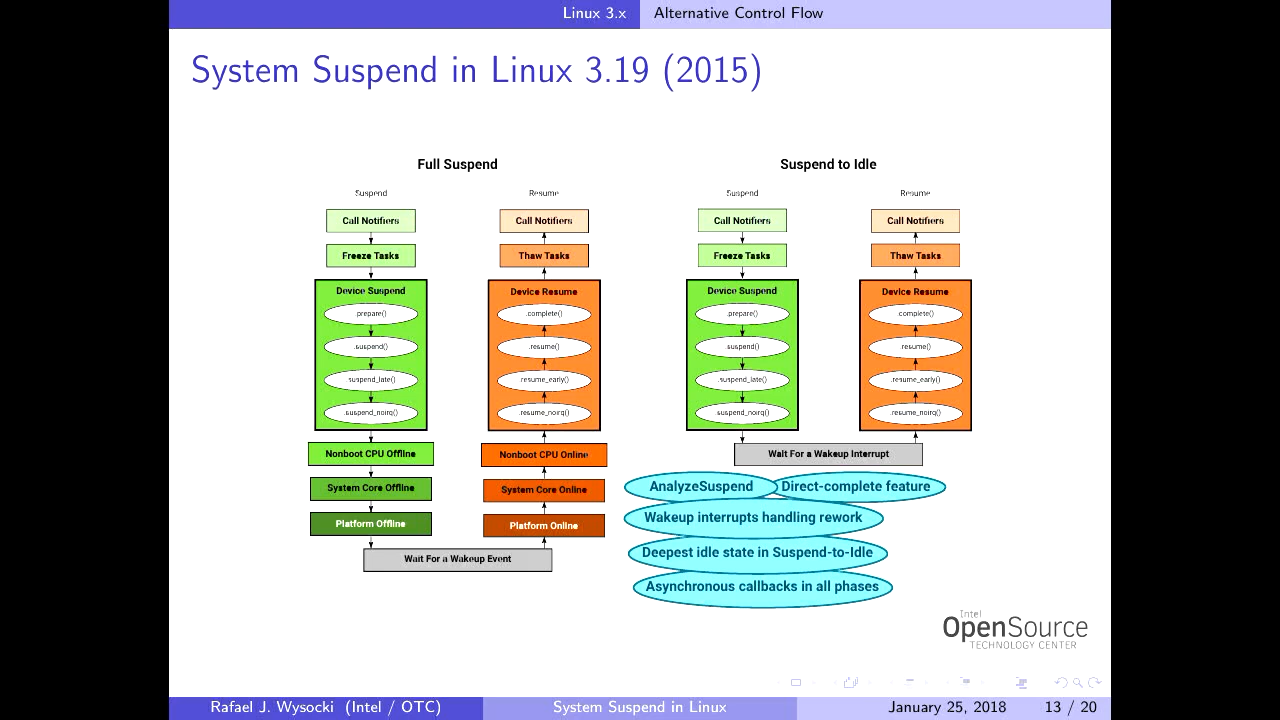 Linux 3.x Alternative Control Flow
System Suspend in Linux 3.19 (2015)
Full Suspend
Suspend
Call Notifiers
Freeze Tasks
Device Suspend
.prepare()
.suspend()
.suspend_late()
.suspend_noirq()
Nonboot CPU Offline
System Core Offline
Platform Offline
Resume
Call Notifiers
Thaw Tasks
Device Resume
.complete()
.resume()
.resume_early()
.resume_noirq()
Nonboot CPU Online
System Core Online
Platform Online
Wait For a Wakeup Event
Suspend to Idle
Suspend
Call Notifiers
Freeze Tasks
Device Suspend
.prepare()
.suspend()
.suspend_late()
.suspend_noirq()
Resume
Call Notifiers
Thaw Tasks
Device Resume
.complete()
.resume()
.resume_early()
.resume_noirq()
Wait For a Wakeup Interrupt
AnalyzeSuspend
Direct-complete feature
Wakeup interrupts handling rework
Deepest idle state in Suspend-to-Idle
Asynchronous callbacks in all phases
Intel
OpenSource
TECHNOLOGY CENTER
Rafael J. Wysocki (Intel / OTC) System Suspend in Linux January 25, 2018 13 / 20